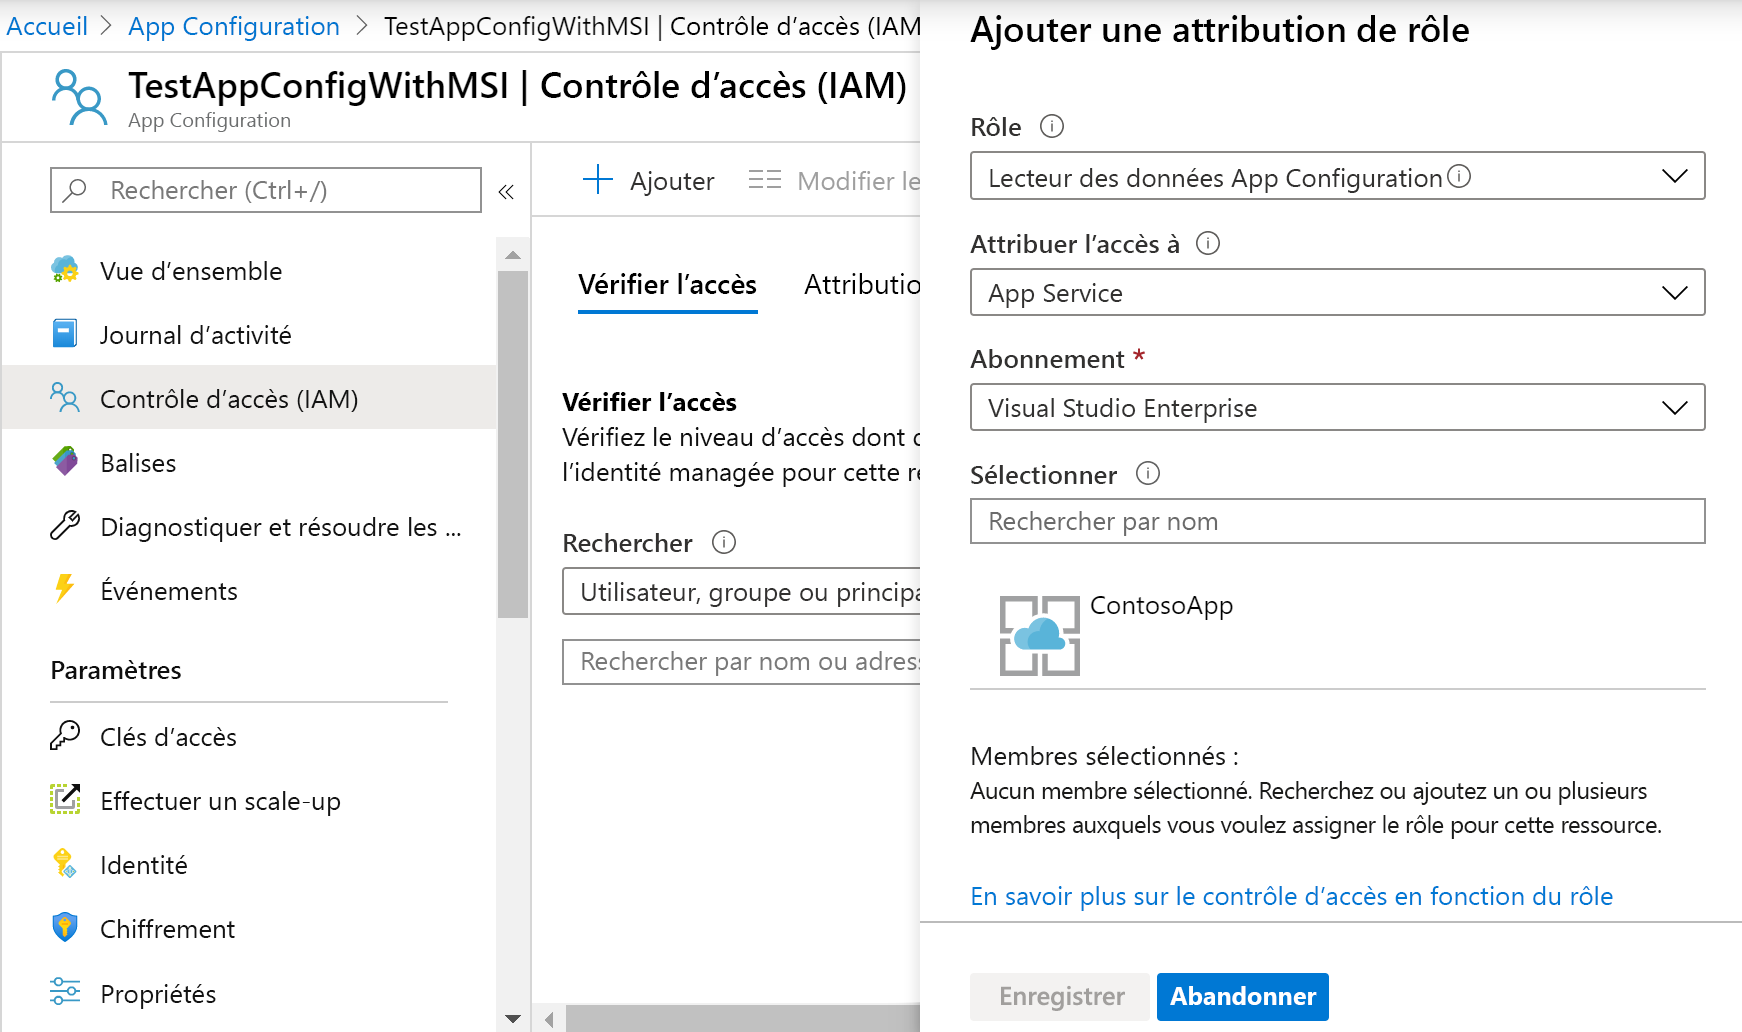 Accueil > App Configuration > TestAppConfigWithMSI | Contrôle d’accès (IAM
TestAppConfigWithMSI | Contrôle d’accès (IAM)
App Configuration
Rechercher (Ctrl+/)
«
Vue d’ensemble
Journal d’activité
Contrôle d’accès (IAM)
Balises
Diagnostiquer et résoudre les ...
Événements
Paramètres
Clés d’accès
Effectuer un scale-up
Identité
Chiffrement
Propriétés
Ajouter
Modifier le
Vérifier l’accès
Attributio
Vérifier l’accès
Vérifiez le niveau d’accès dont
l’identité managée pour cette
Rechercher
Utilisateur, groupe ou principa
Rechercher par nom ou adres
Ajouter une attribution de rôle
Rôle
Lecteur des données App Configuration
Attribuer l’accès à
App Service
Abonnement *
Visual Studio Enterprise
Sélectionner
Rechercher par nom
ContosoApp
Membres sélectionnés :
Aucun membre sélectionné. Recherchez ou ajoutez un ou plusieurs
membres auxquels vous voulez assigner le rôle pour cette ressource.
En savoir plus sur le contrôle d’accès en fonction du rôle
Enregistrer
Abandonner